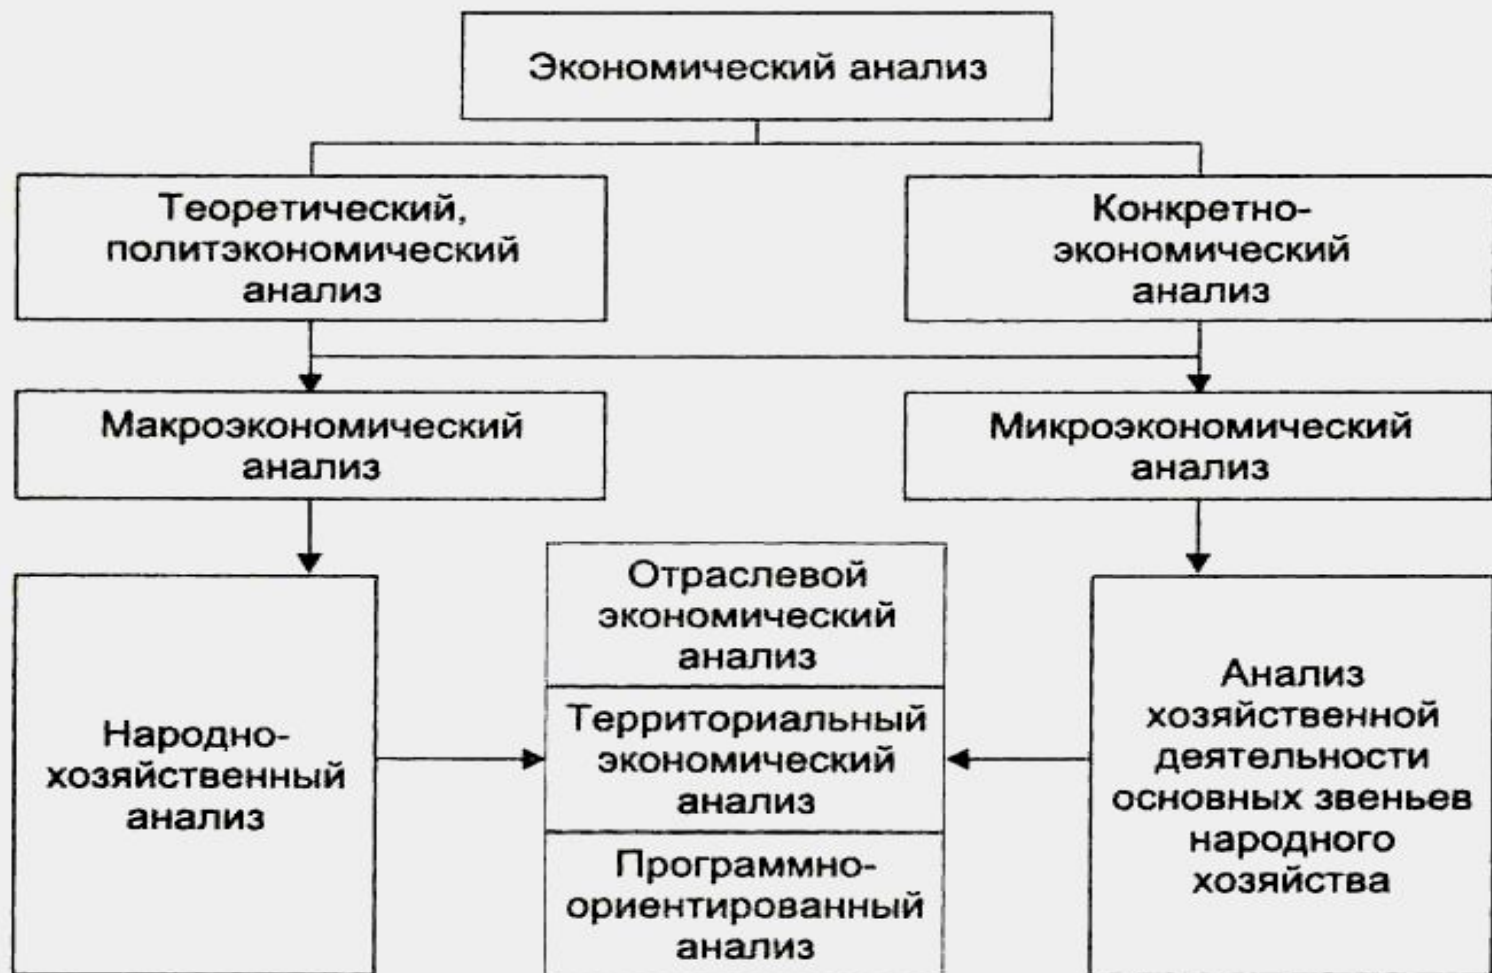 Экономический анализ
Теоретический,
политэкономический
анализ
Конкретно-
экономический
анализ
Макроэкономический
анализ
Микроэкономический
анализ
Народно-
хозяйственный
анализ
Отраслевой
экономический
анализ
Территориальный
экономический
анализ
Программно-
ориентированный
анализ
Анализ
хозяйственной
деятельности
основных звеньев
народного
хозяйства